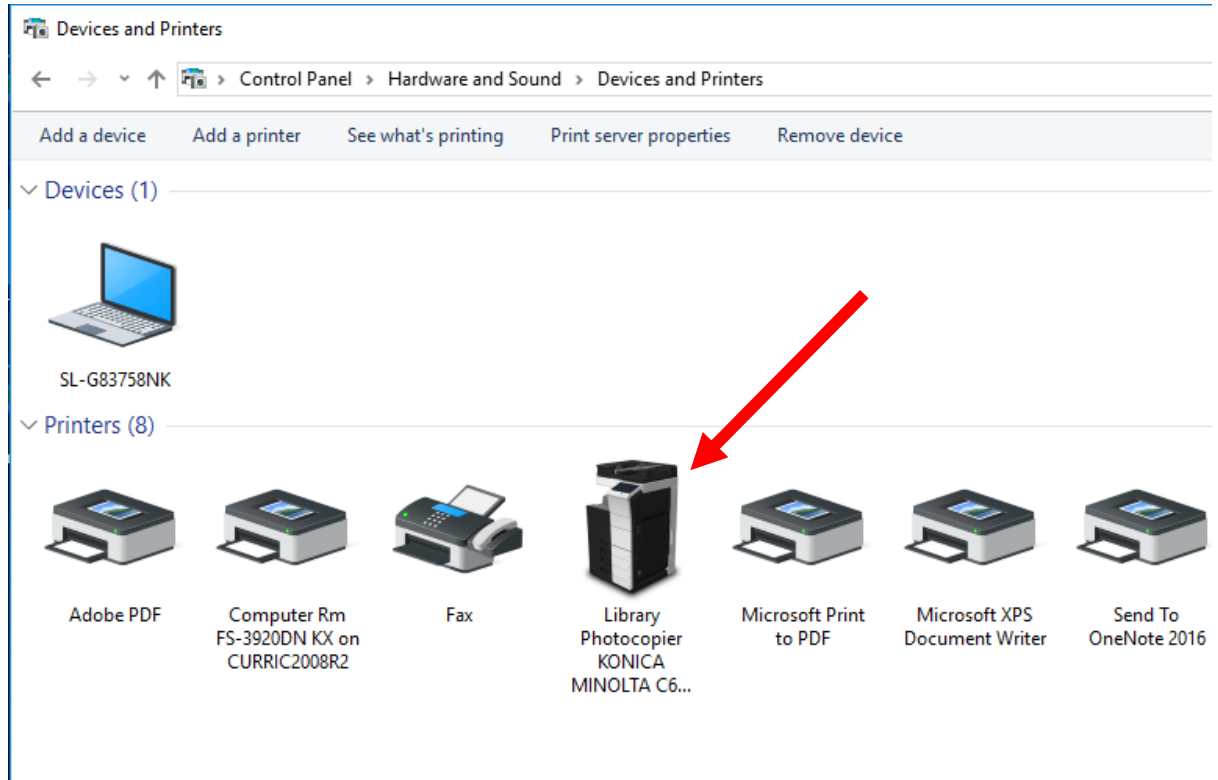 Devices and Printers
Control Panel > Hardware and Sound > Devices and Printers
Add a device Add a printer See what's printing Print server properties Remove device
Devices (1)
SL-G83758NK
Printers (8)
Adobe PDF
Computer Rm
FS-3920DN KX on
CURRIC2008R2
Fax
Library
Photocopier
KONICA
MINOLTA C6...
Microsoft Print
to PDF
Microsoft XPS
Document Writer
Send To
OneNote 2016